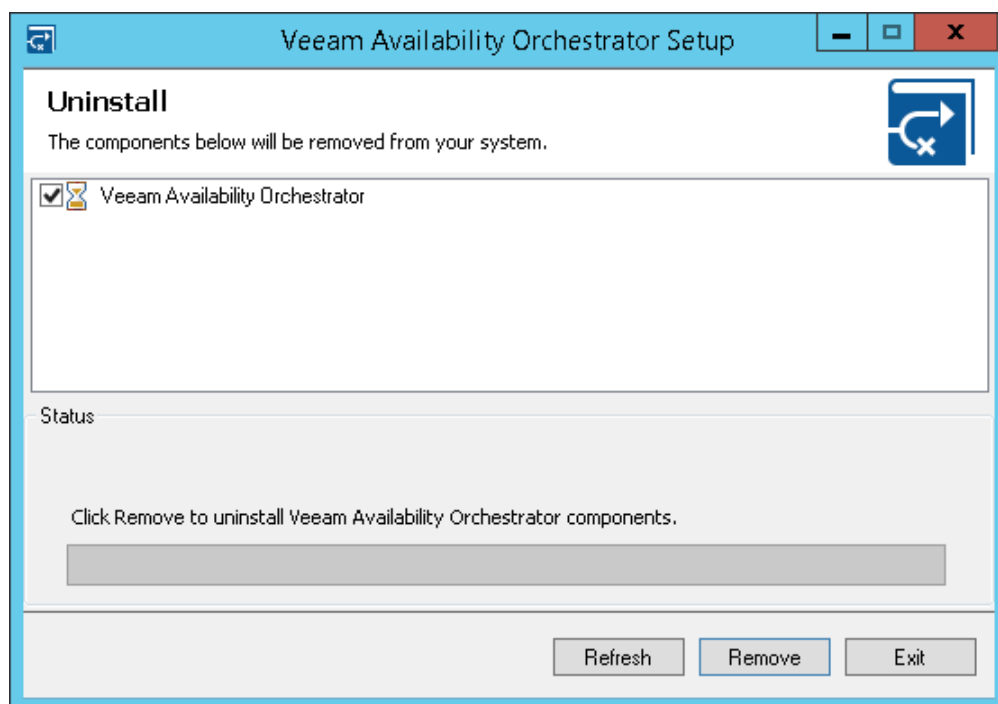 Veeam Availability Orchestrator Setup
Uninstall
The components below will be removed from your system.
Veeam Availability Orchestrator
Status
Click Remove to uninstall Veeam Availability Orchestrator components.
Refresh Remove Exit